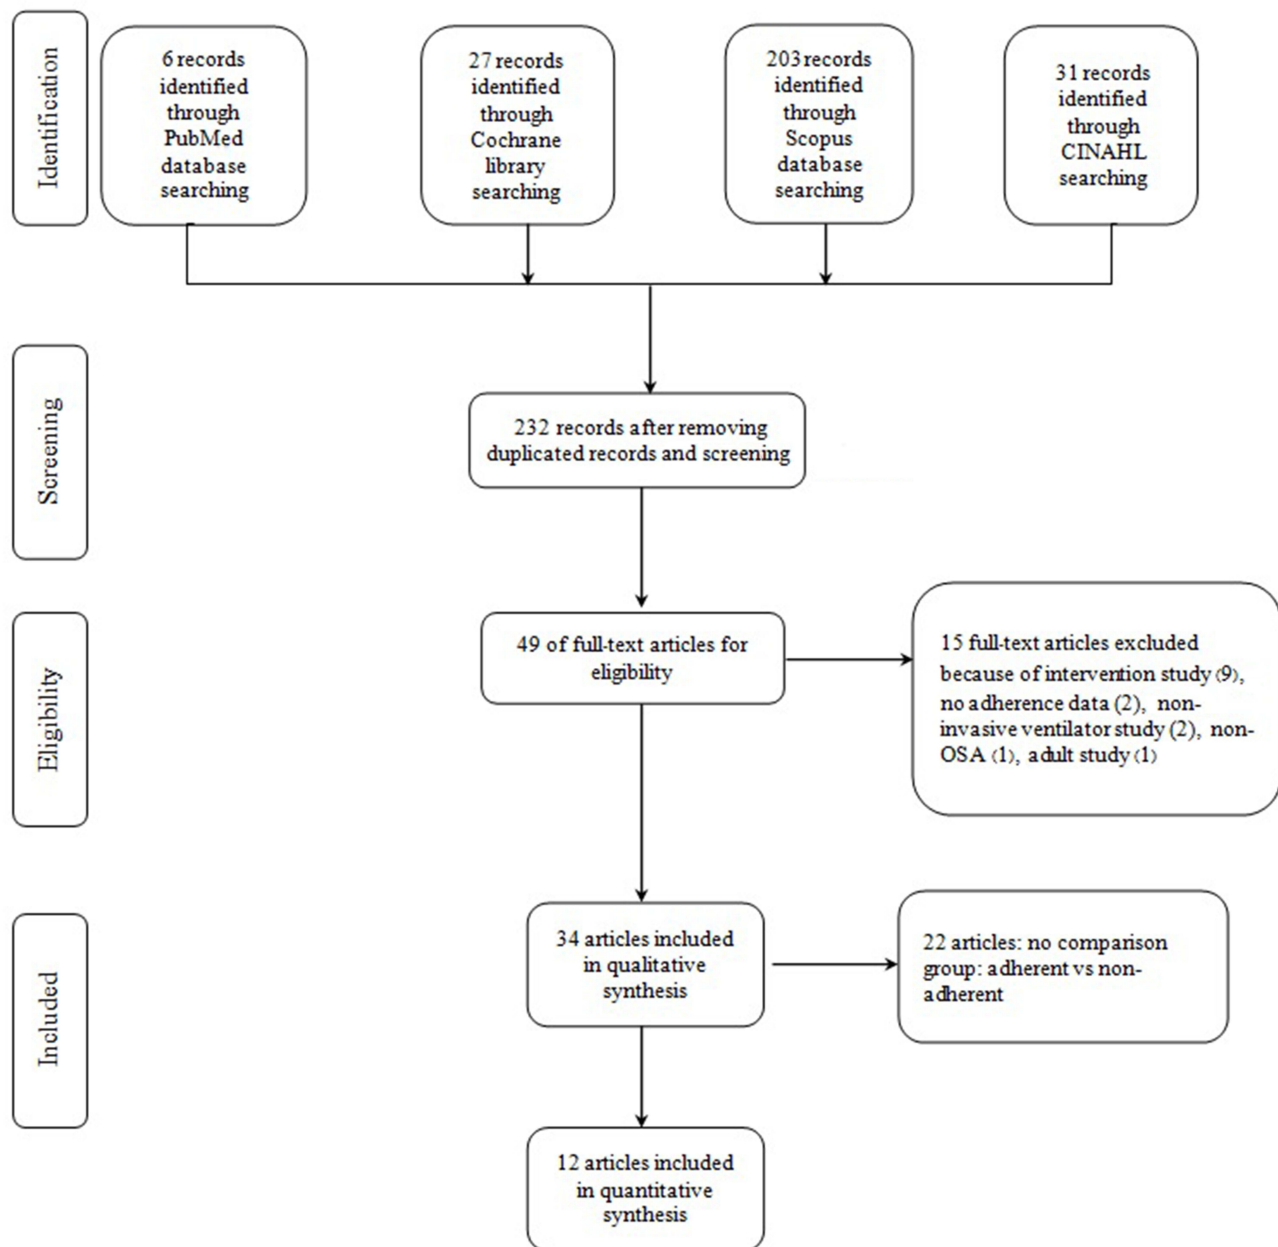 Identification
6 records
identified
through
PubMed
database
searching
27 records
identified
through
Cochrane
library
searching
203 records
identified
through
Scopus
database
searching
31 records
identified
through
CINAHL
searching
Screening
232 records after removing
duplicated records and screening
Eligibility
49 of full-text articles for
eligibility
15 full-text articles excluded
because of intervention study (9),
no adherence data (2), non-
invasive ventilator study (2), non-
OSA (1), adult study (1)
Included
34 articles included
in qualitative
synthesis
22 articles: no comparison
group: adherent vs non-
adherent
12 articles included
in quantitative
synthesis